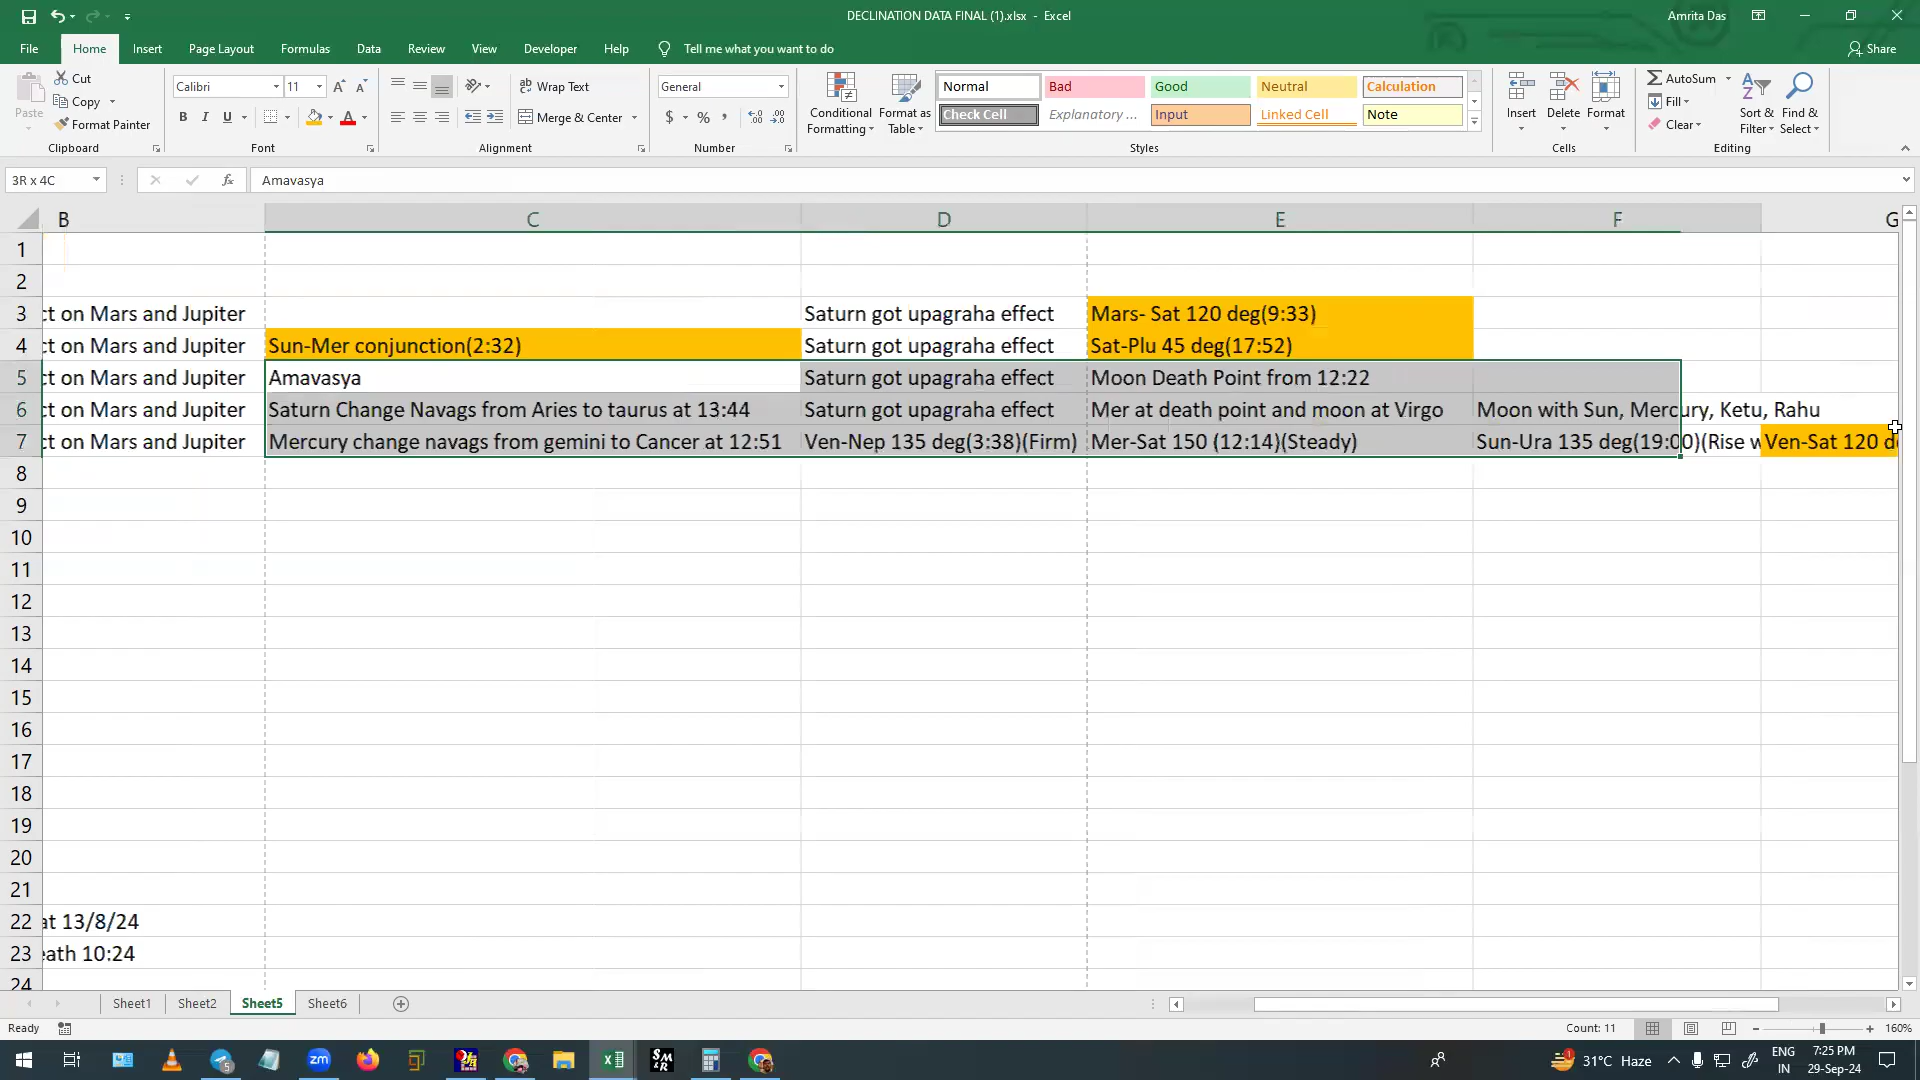 DECLINATION DATA FINAL (1).xlsx - Excel
Amrita Das
File Home Insert Page Layout Formulas Data Review View Developer Help Tell me what you want to do Share
Paste
Cut
Copy
Format Painter
Clipboard
Calibri 11
Font
Wrap Text
Merge & Center
Alignment
General
Number
Conditional Formatting
Format as Table
Normal Bad Good Neutral Calculation
Check Cell Explanatory ... Input Linked Cell Note
Styles
Insert Delete Format
Cells
AutoSum
Fill
Clear
Sort & Filter
Find & Select
Editing
3R x 4C
Amavasya
B C D E F G
1
2
3 ct on Mars and Jupiter Saturn got upagraha effect Mars- Sat 120 deg(9:33)
4 ct on Mars and Jupiter Sun-Mer conjunction(2:32) Saturn got upagraha effect Sat-Plu 45 deg(17:52)
5 ct on Mars and Jupiter Amavasya Saturn got upagraha effect Moon Death Point from 12:22
6 ct on Mars and Jupiter Saturn Change Navags from Aries to taurus at 13:44 Saturn got upagraha effect Mer at death point and moon at Virgo Moon with Sun, Mercury, Ketu, Rahu
7 ct on Mars and Jupiter Mercury change navags from gemini to Cancer at 12:51 Ven-Nep 135 deg(3:38)(Firm) Mer-Sat 150 (12:14)(Steady) Sun-Ura 135 deg(19:00)(Rise w Ven-Sat 120 d
8
9
10
11
12
13
14
15
16
17
18
19
20
21
22 at 13/8/24
23 eath 10:24
24
Sheet1 Sheet2 Sheet5 Sheet6
Ready Count: 11 160%
31°C Haze ENG IN 7:25 PM 29-Sep-24